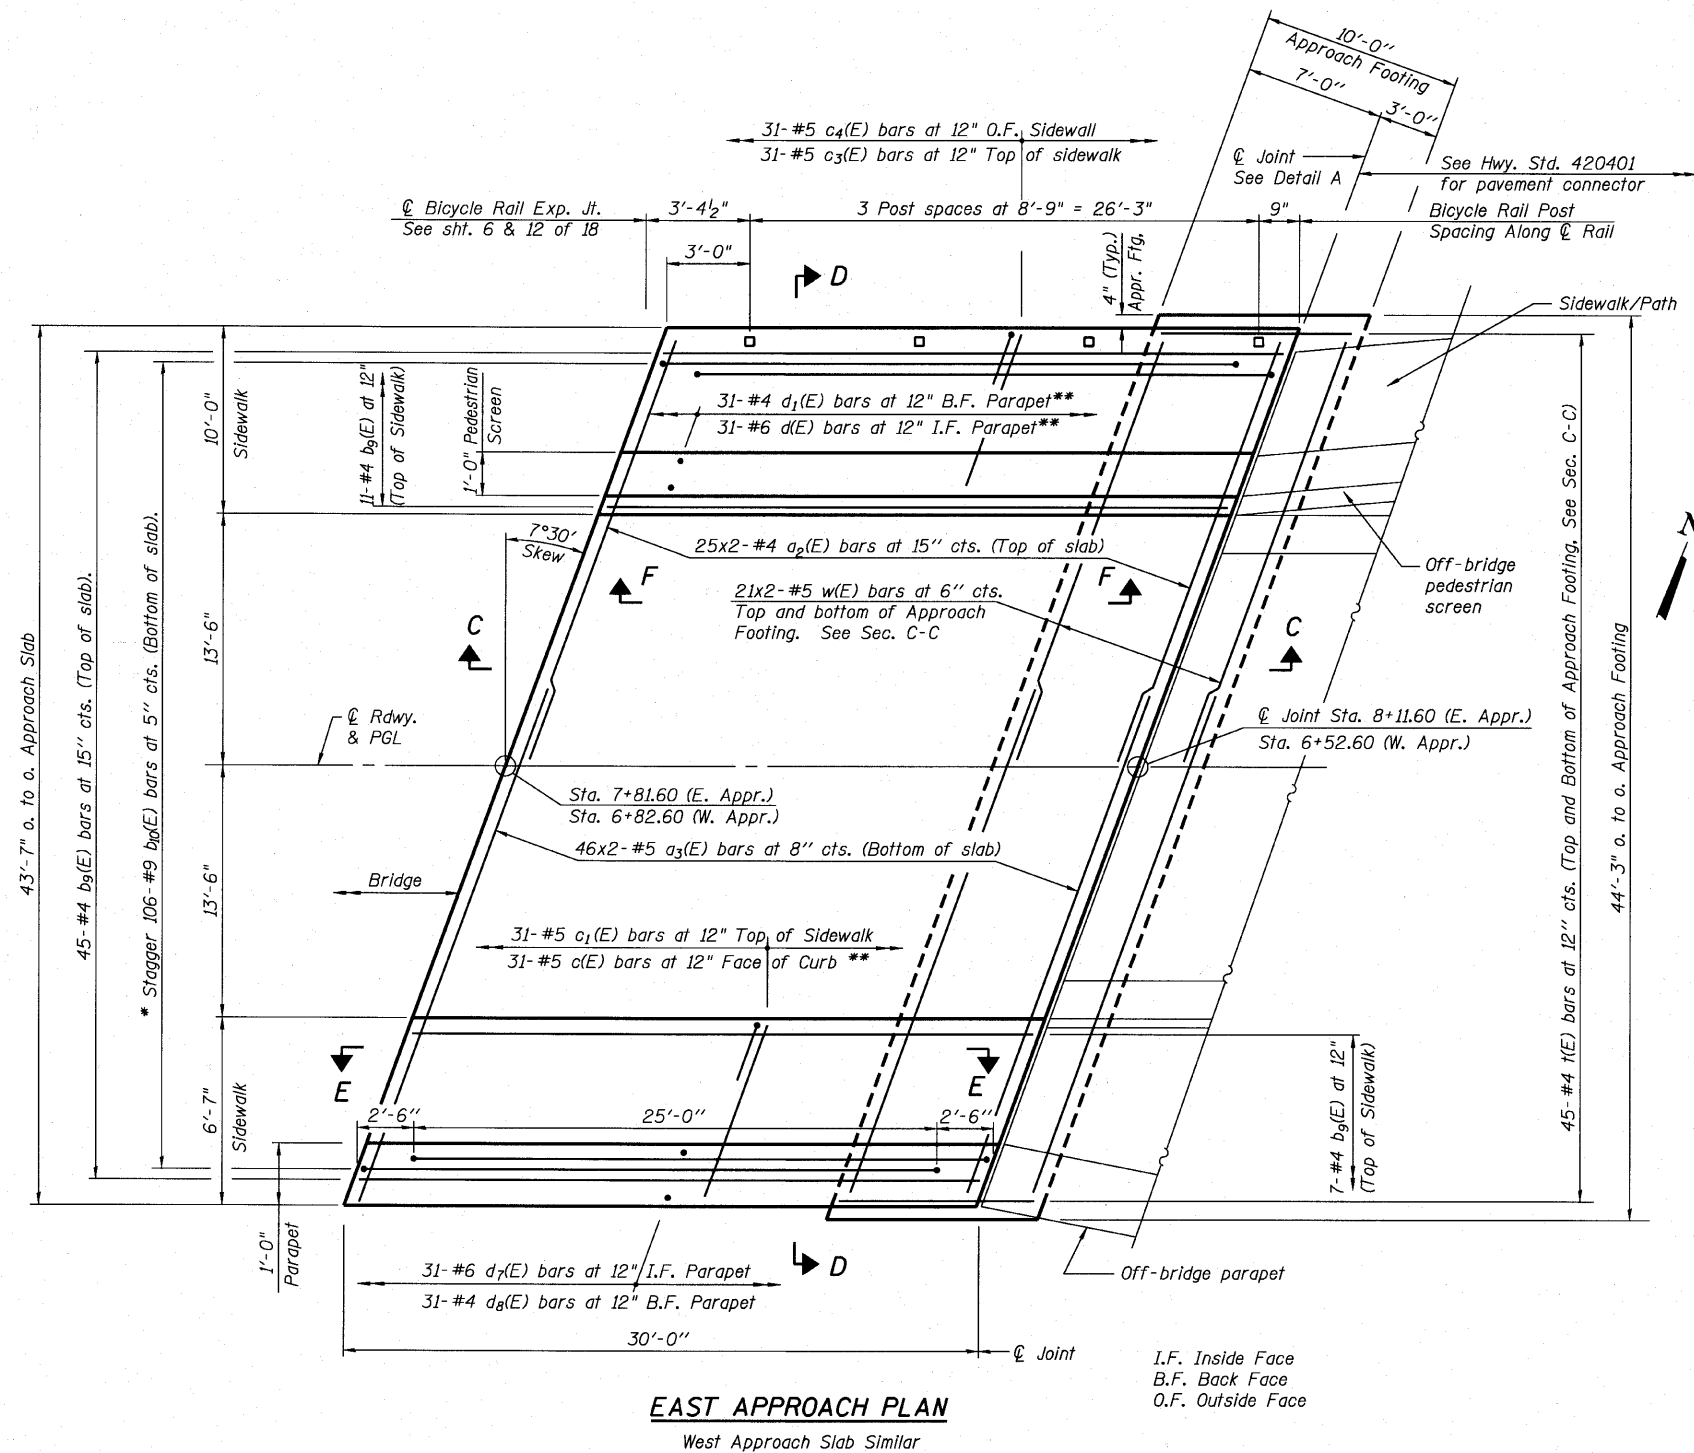 10'-0"
Approach Footing
7'-0"
3'-0"
31-#5 c4(E) bars at 12" O.F. Sidewall
31-#5 c3(E) bars at 12" Top of sidewalk
℄ Joint
See Detail A
See Hwy. Std. 420401
for pavement connector
℄ Bicycle Rail Exp. Jt.
See sht. 6 & 12 of 18
3'-4½"
3 Post spaces at 8'-9" = 26'-3"
9"
Bicycle Rail Post
Spacing Along ℄ Rail
3'-0"
D
4" (Typ.)
Appr. Ftg.
Sidewalk/Path
43'-7" o. to o. Approach Slab
45-#4 b9(E) bars at 15" cts. (Top of slab).
* Stagger 106-#9 b10(E) bars at 5" cts. (Bottom of slab).
10'-0"
Sidewalk
11-#4 b9(E) at 12"
(Top of Sidewalk)
1'-0" Pedestrian
Screen
31-#4 d1(E) bars at 12" B.F. Parapet**
31-#6 d(E) bars at 12" I.F. Parapet**
7°30'
Skew
25x2-#4 a2(E) bars at 15" cts. (Top of slab)
F
F
21x2-#5 w(E) bars at 6" cts.
Top and bottom of Approach
Footing. See Sec. C-C
Off-bridge
pedestrian
screen
N
C
C
13'-6"
℄ Rdwy.
& PGL
℄ Joint Sta. 8+11.60 (E. Appr.)
Sta. 6+52.60 (W. Appr.)
Sta. 7+81.60 (E. Appr.)
Sta. 6+82.60 (W. Appr.)
46x2-#5 a3(E) bars at 8" cts. (Bottom of slab)
Bridge
13'-6"
45-#4 t(E) bars at 12" cts. (Top and Bottom of Approach Footing. See Sec. C-C)
44'-3" o. to o. Approach Footing
31-#5 c1(E) bars at 12" Top of Sidewalk
31-#5 c(E) bars at 12" Face of Curb **
E
E
6'-7"
Sidewalk
2'-6"
25'-0"
2'-6"
7-#4 b9(E) at 12"
(Top of Sidewalk)
1'-0"
Parapet
D
31-#6 d7(E) bars at 12" I.F. Parapet
31-#4 d8(E) bars at 12" B.F. Parapet
Off-bridge parapet
30'-0"
℄ Joint
I.F. Inside Face
B.F. Back Face
O.F. Outside Face
EAST APPROACH PLAN
West Approach Slab Similar